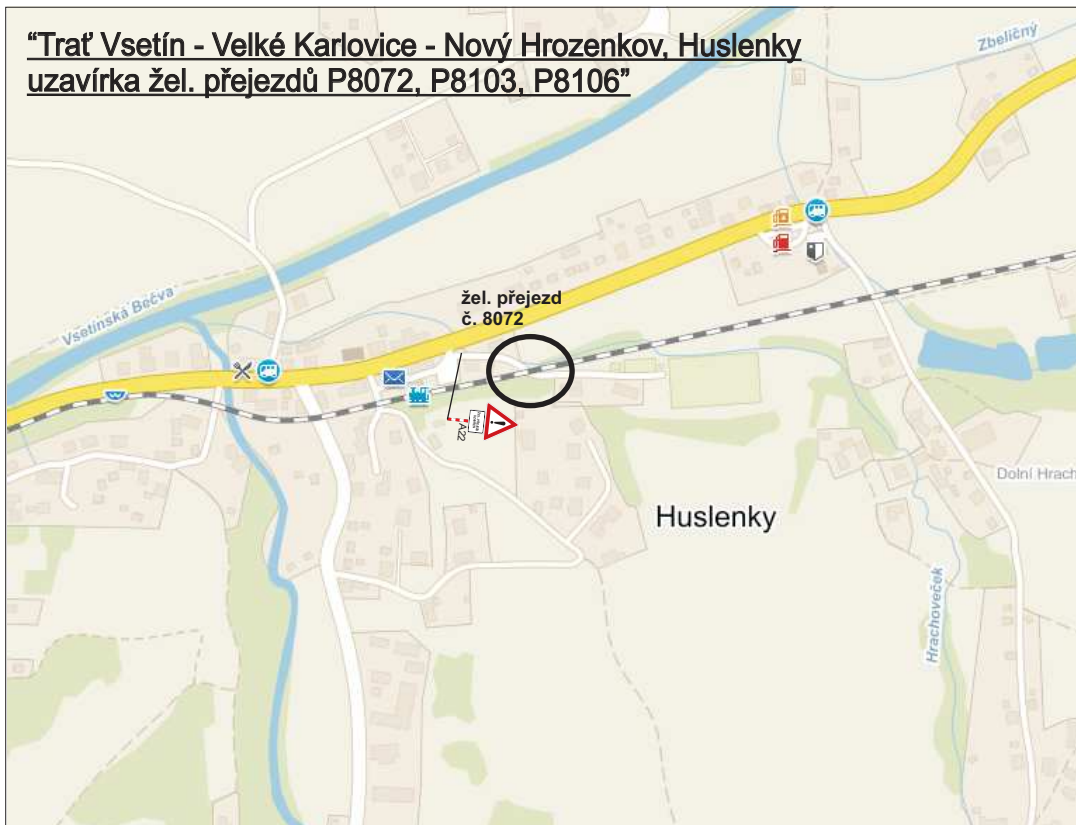 “Trať Vsetín - Velké Karlovice - Nový Hrozenkov, Huslenky
uzavírka žel. přejezdů P8072, P8103, P8106”
Zbeličný
Vsetínská Bečva
žel. přejezd
č. 8072
A22
Dolní Hrach
Huslenky
Hrachoveček